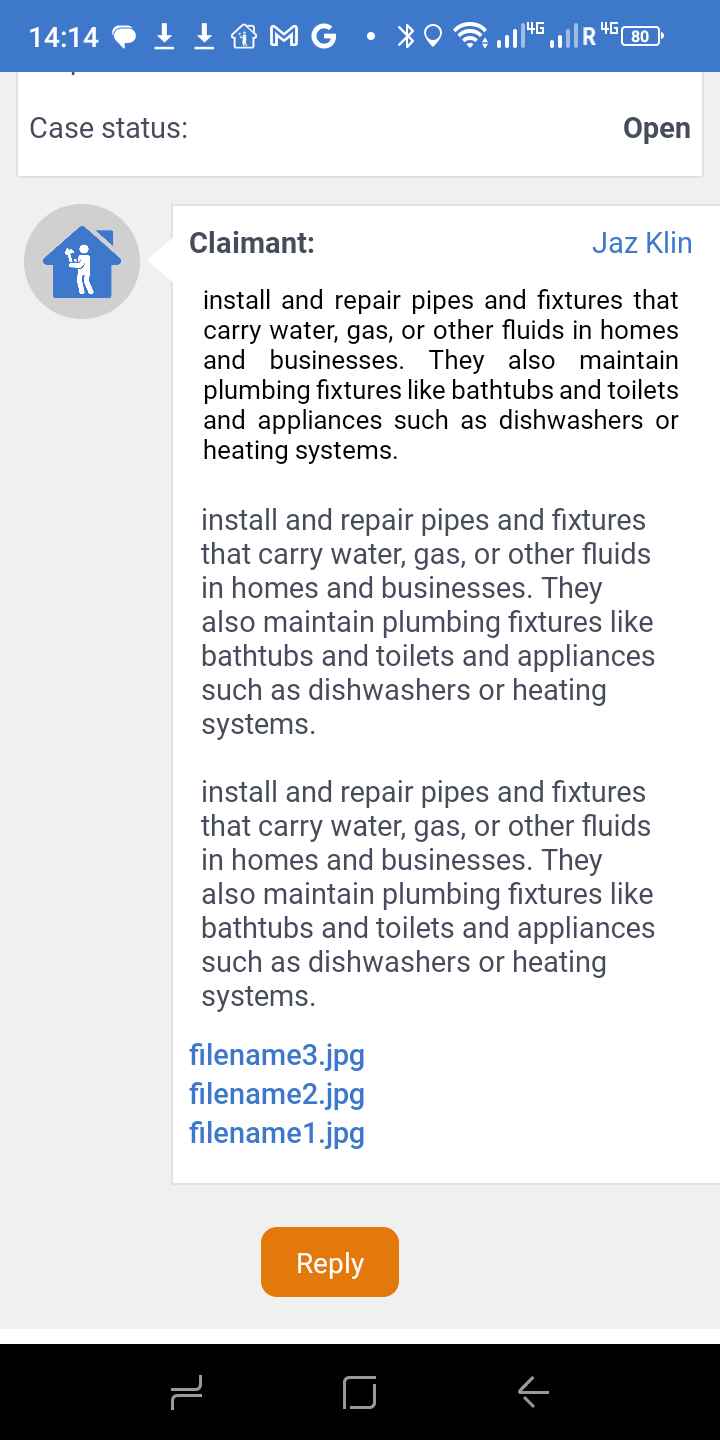 14:14
4G
R
4G
80
Case status: Open
Claimant: Jaz Klin
install and repair pipes and fixtures that
carry water, gas, or other fluids in homes
and businesses. They also maintain
plumbing fixtures like bathtubs and toilets
and appliances such as dishwashers or
heating systems.
install and repair pipes and fixtures
that carry water, gas, or other fluids
in homes and businesses. They
also maintain plumbing fixtures like
bathtubs and toilets and appliances
such as dishwashers or heating
systems.
install and repair pipes and fixtures
that carry water, gas, or other fluids
in homes and businesses. They
also maintain plumbing fixtures like
bathtubs and toilets and appliances
such as dishwashers or heating
systems.
filename3.jpg
filename2.jpg
filename1.jpg
Reply